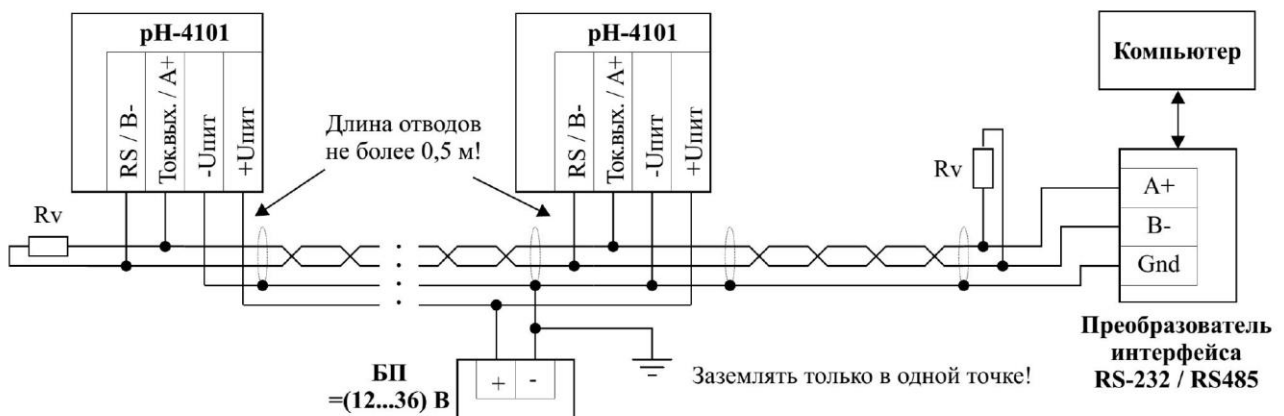 pH-4101
RS / B-
Ток.вых. / A+
-Uпит
+Uпит
Длина отводов
не более 0,5 м!
pH-4101
RS / B-
Ток.вых. / A+
-Uпит
+Uпит
Компьютер
Rv
Rv
A+
B-
Gnd
Преобразователь
интерфейса
RS-232 / RS485
БП
=(12...36) В
+
-
Заземлять только в одной точке!